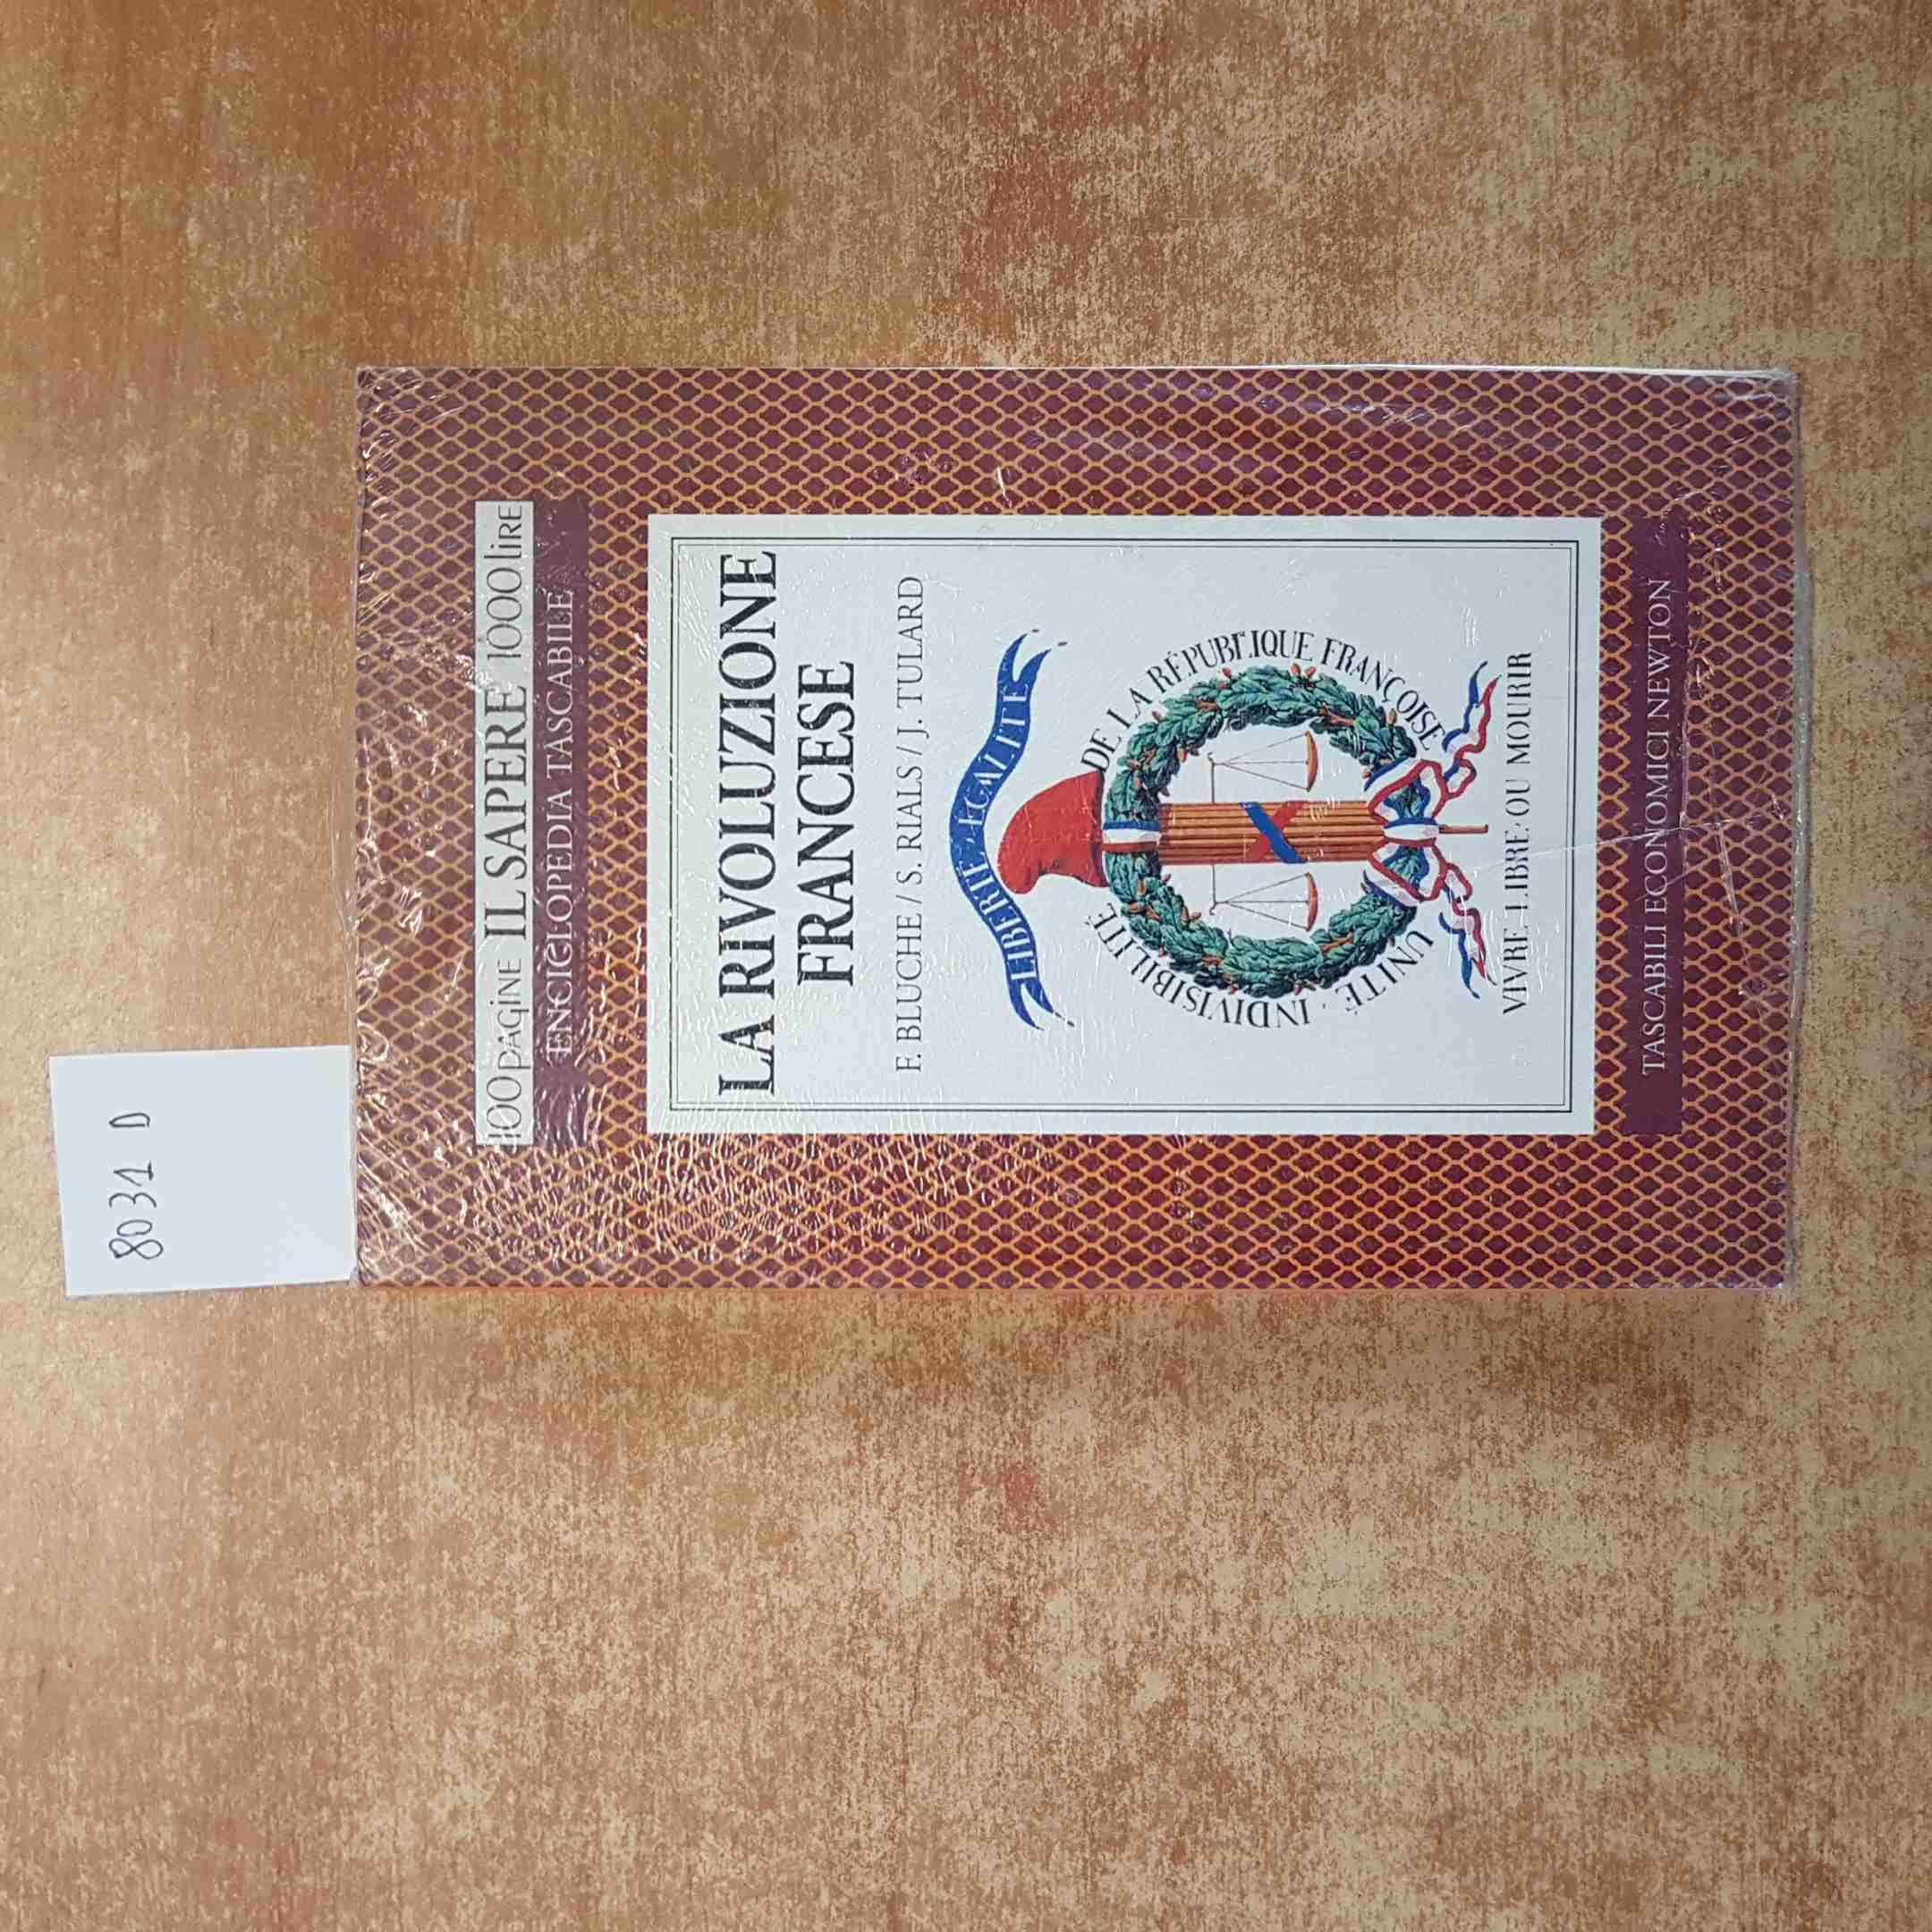 8031 D
100 pagine IL SAPERE 1000 lire
ENCICLOPEDIA TASCABILE
LA RiVOLUZIONE
FRANCESE
F. BLUCHE / S. RIALS / J. TULARD
LIBERTÉ EGALITÉ
UNITÉ, INDIVISIBILITÉ DE LA RÉPUBLIQUE FRANÇOISE
VIVRE LIBRE OU MOURIR
TASCABILI ECONOMICI NEWTON